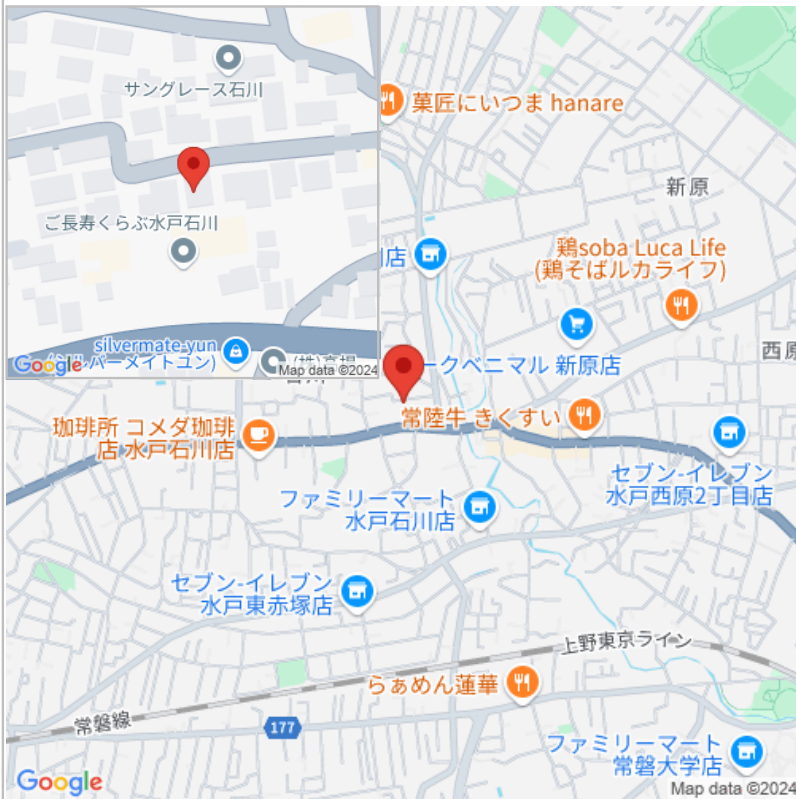 サングレース石川
ご長寿くらぶ水戸石川
silvermate yun
Google
Map data ©2024
菓匠にいつま hanare
新原
店
鶏soba Luca Life
(鶏そばルカライフ)
西原
ークベニマル 新原店
常陸牛 きくすい
珈琲所 コメダ珈琲
店 水戸石川店
セブン-イレブン
水戸西原2丁目店
ファミリーマート
水戸石川店
セブン-イレブン
水戸東赤塚店
上野東京ライン
らぁめん蓮華
常磐線
177
ファミリーマート
常磐大学店
Google
Map data ©2024